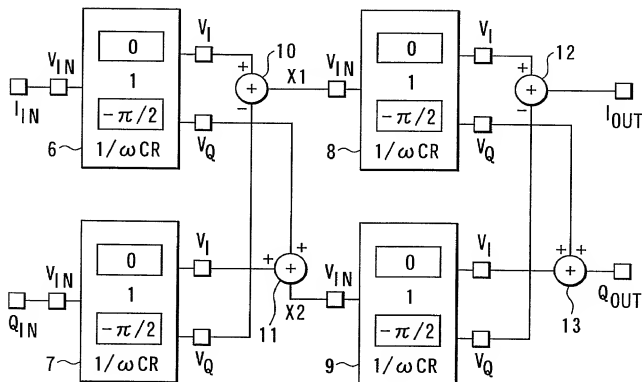 V_I
V_IN
0
1
−π/2
1/ωCR
I_IN
6
V_Q
+
−
10
X1
V_IN
V_I
0
1
−π/2
1/ωCR
8
V_Q
+
−
12
I_OUT
V_IN
Q_IN
0
1
−π/2
1/ωCR
7
V_I
V_Q
+
+
11
X2
V_IN
0
1
−π/2
1/ωCR
9
V_I
V_Q
+
+
13
Q_OUT
+
+
+
+